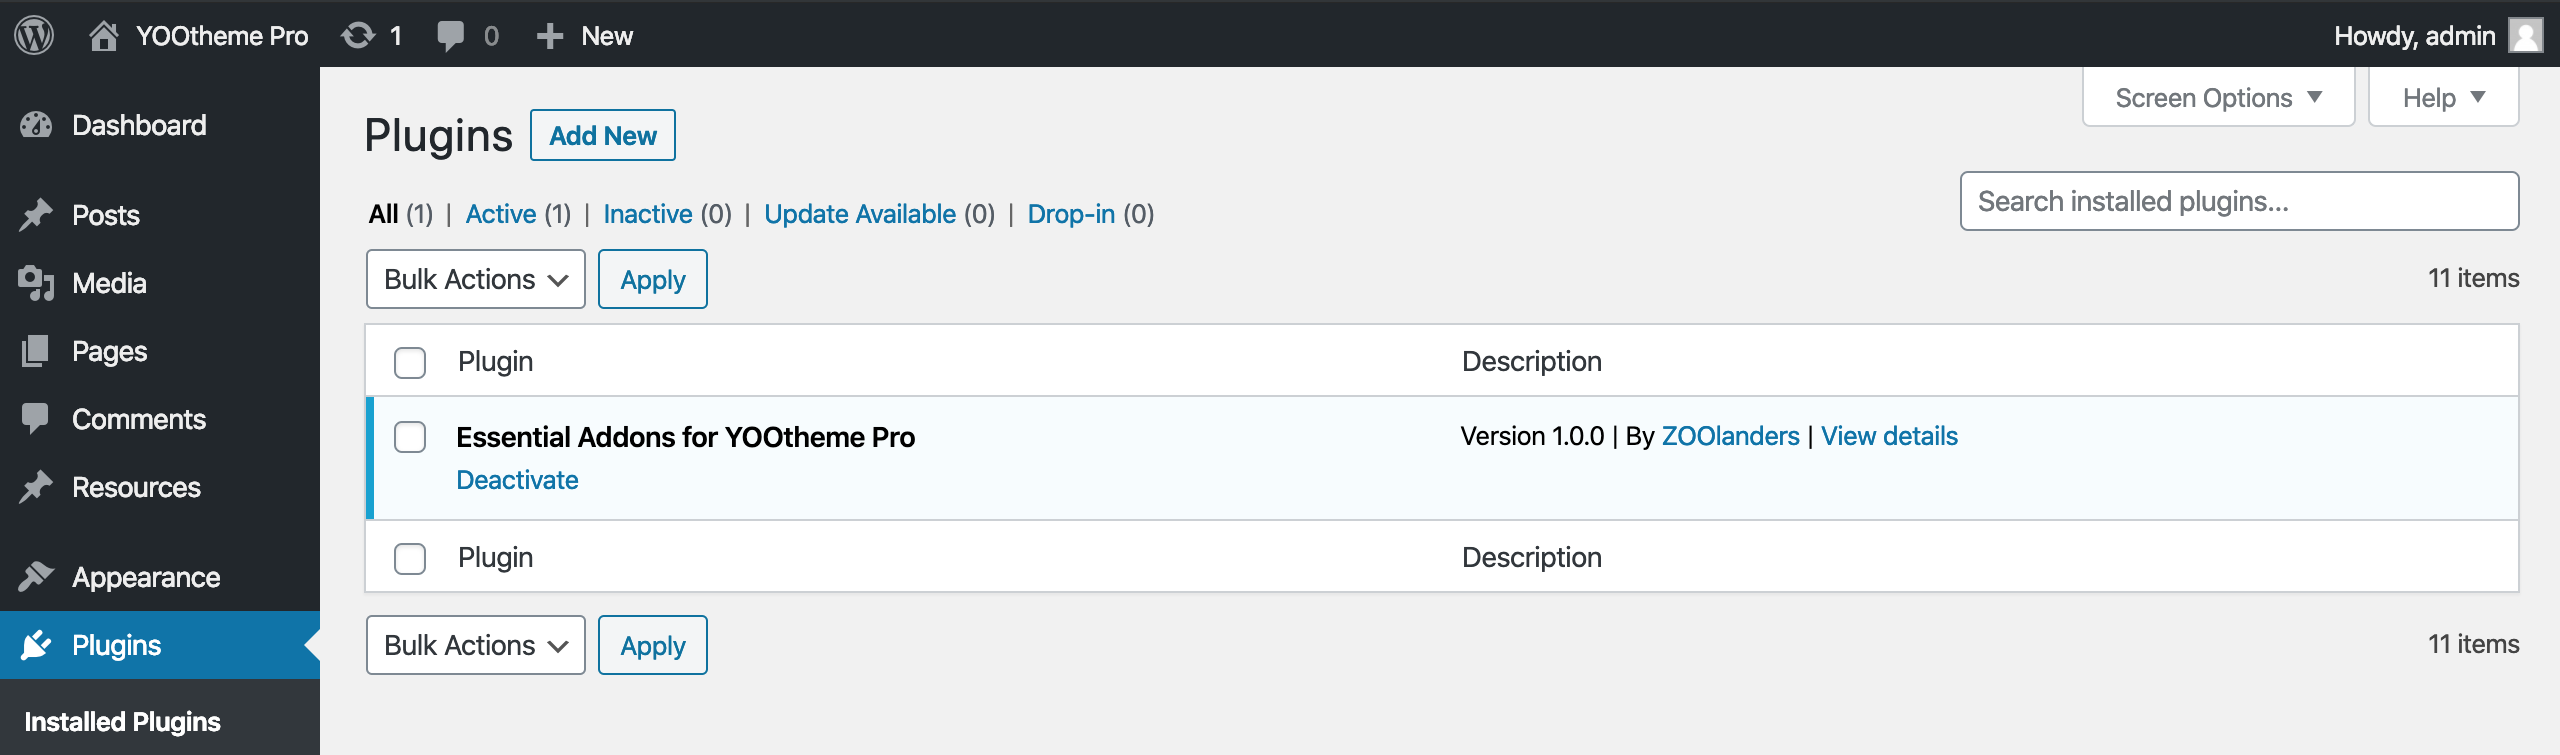 YOOtheme Pro 1 0 New Howdy, admin
Dashboard
Posts
Media
Pages
Comments
Resources
Appearance
Plugins
Installed Plugins
Screen Options Help
Plugins Add New
All (1) | Active (1) | Inactive (0) | Update Available (0) | Drop-in (0)
Search installed plugins...
Bulk Actions Apply 11 items
Plugin Description
Essential Addons for YOOtheme Pro Version 1.0.0 | By ZOOlanders | View details
Deactivate
Plugin Description
Bulk Actions Apply 11 items